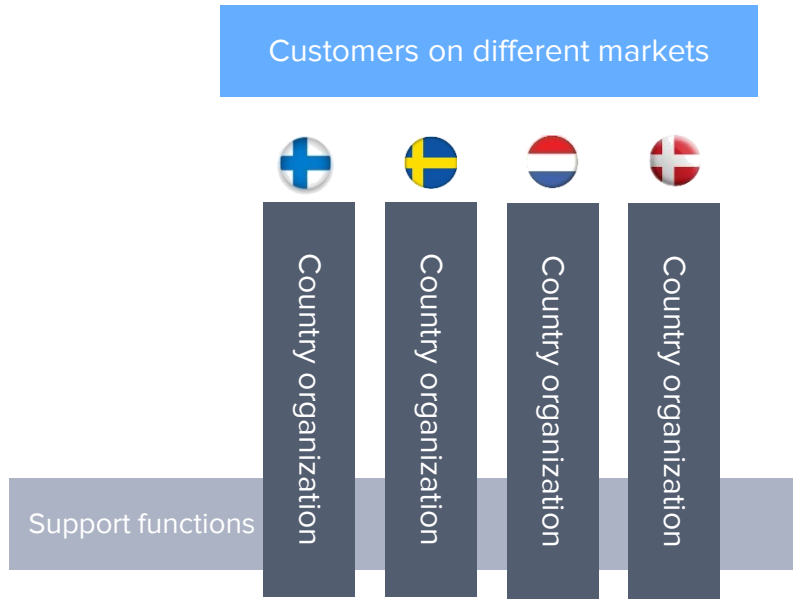 Customers on different markets
Country organization
Country organization
Country organization
Country organization
Support functions